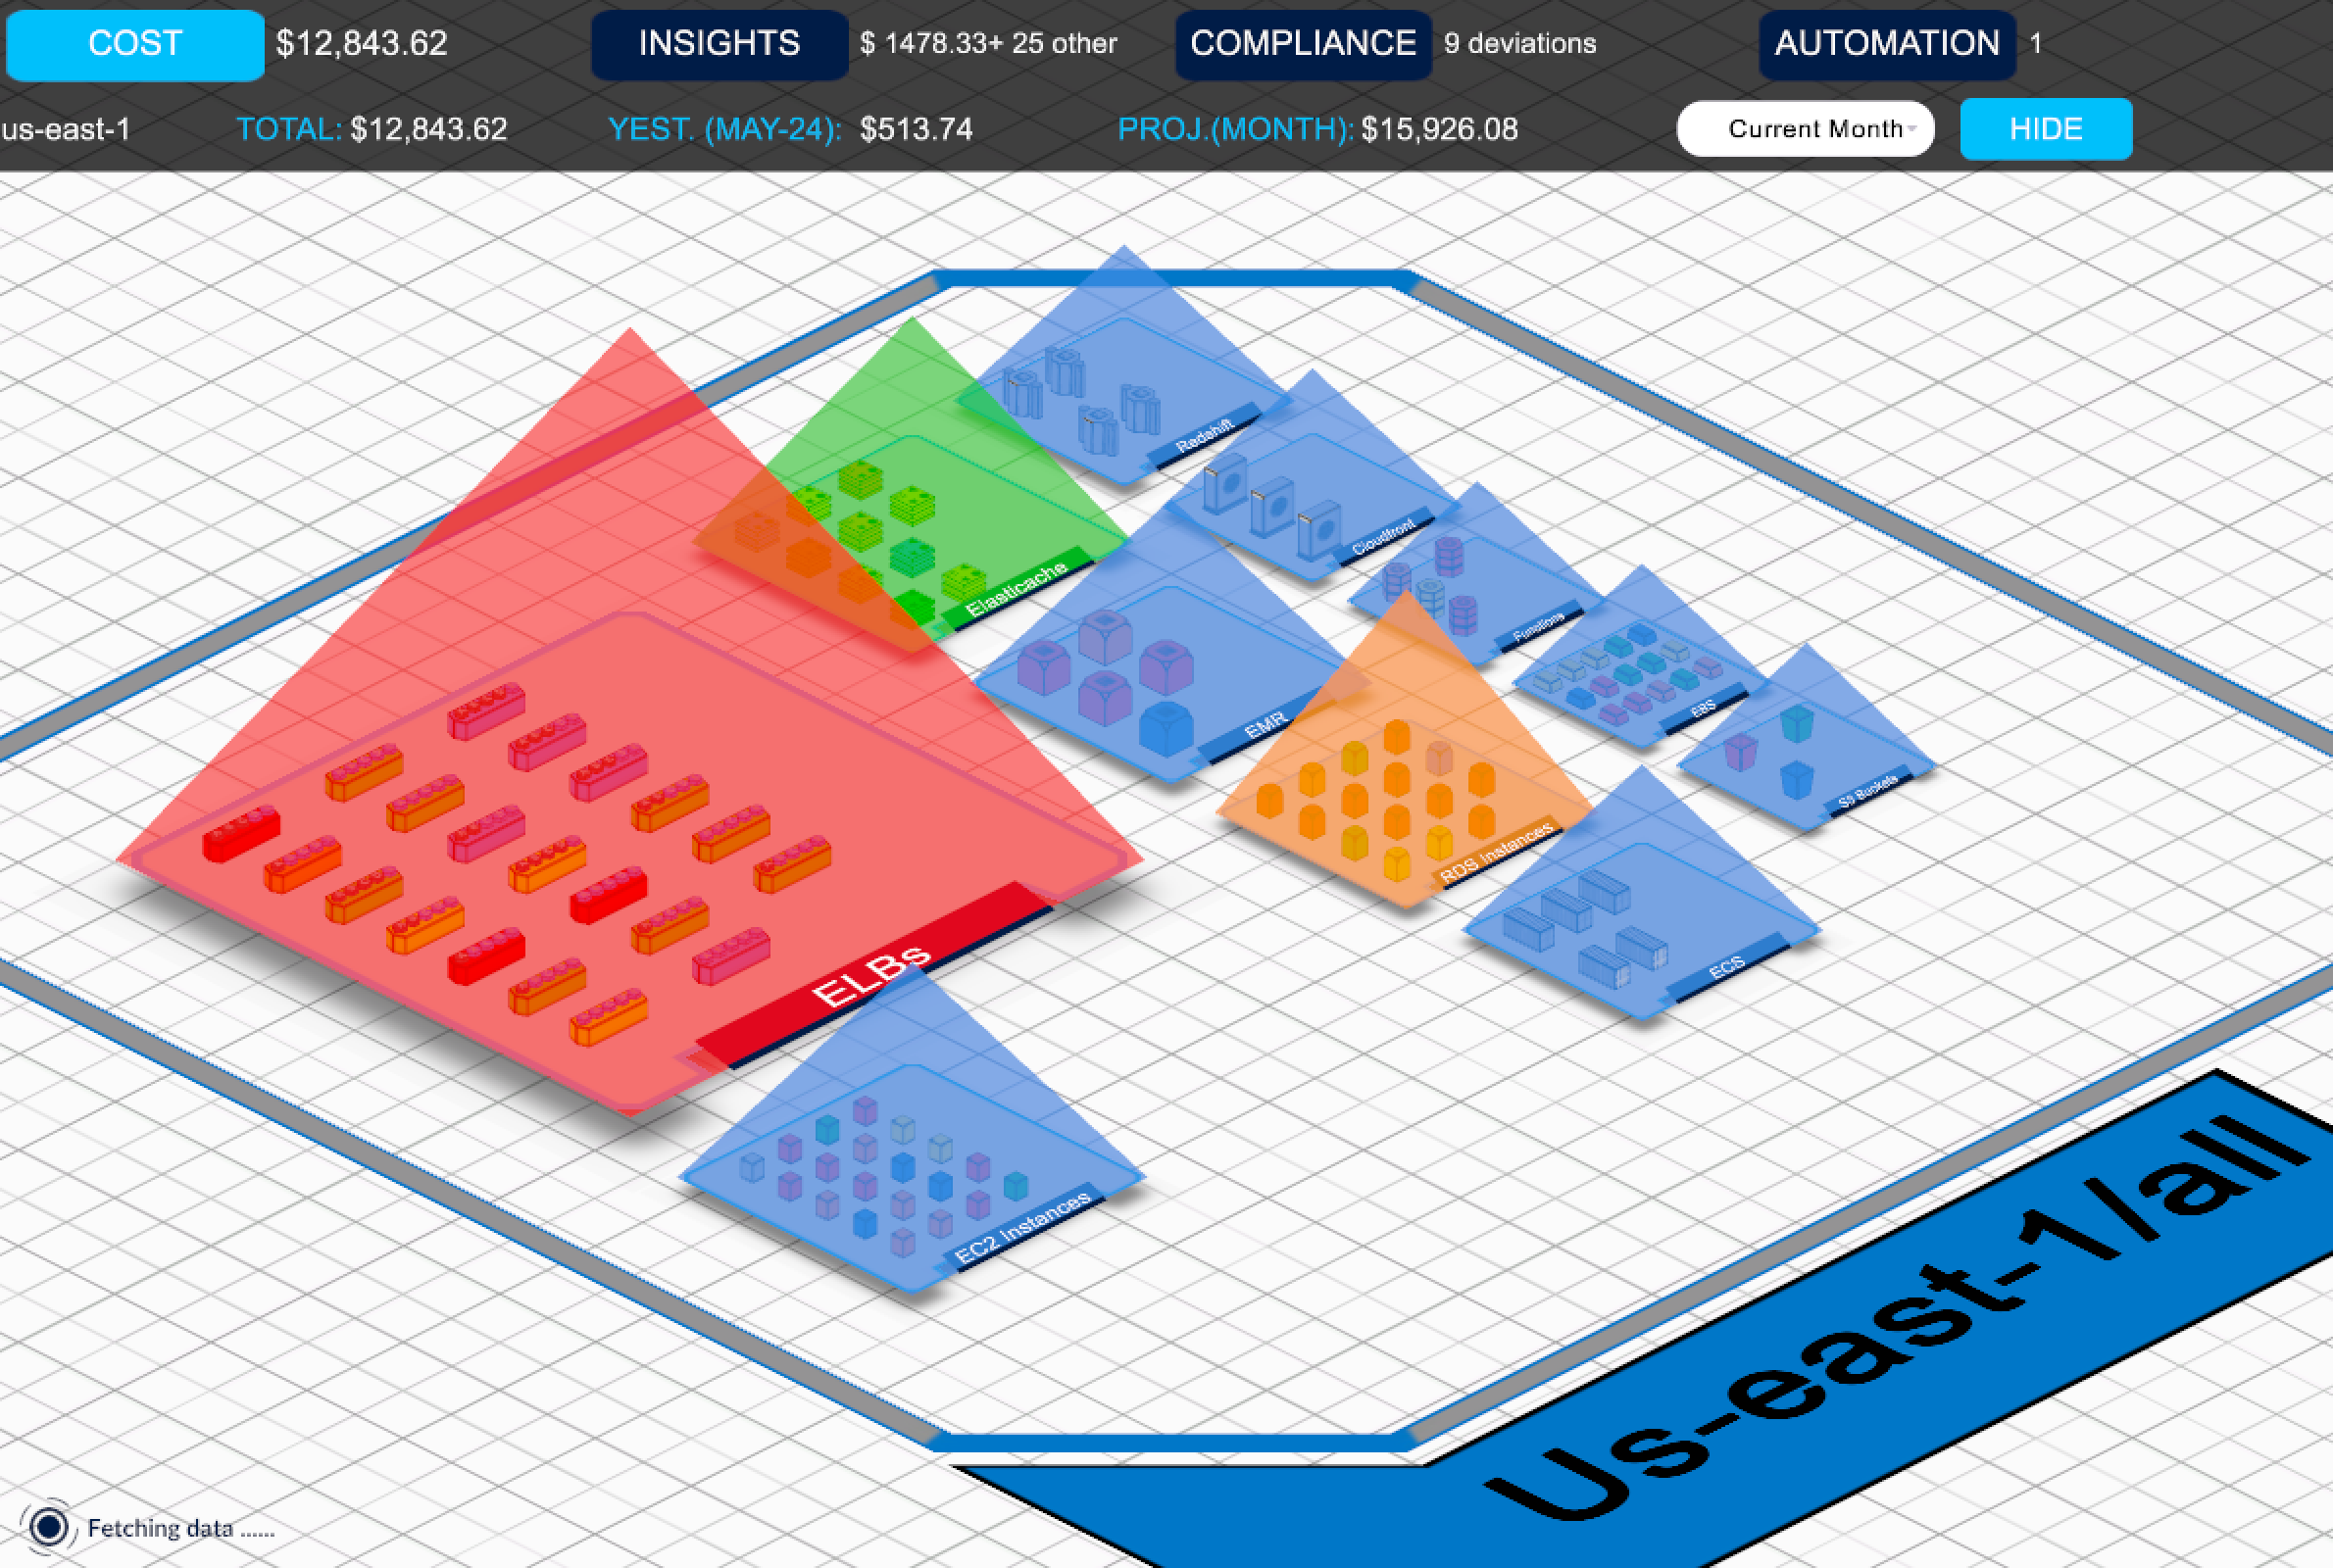 COST $12,843.62 INSIGHTS $ 1478.33+ 25 other COMPLIANCE 9 deviations AUTOMATION 1
us-east-1 TOTAL: $12,843.62 YEST. (MAY-24): $513.74 PROJ.(MONTH): $15,926.08 Current Month HIDE
Redshift
Cloudfront
Elasticache
Functions
EBS
EMR
S3 Buckets
RDS Instances
ELBs
ECS
EC2 Instances
Us-east-1/all
Fetching data ......